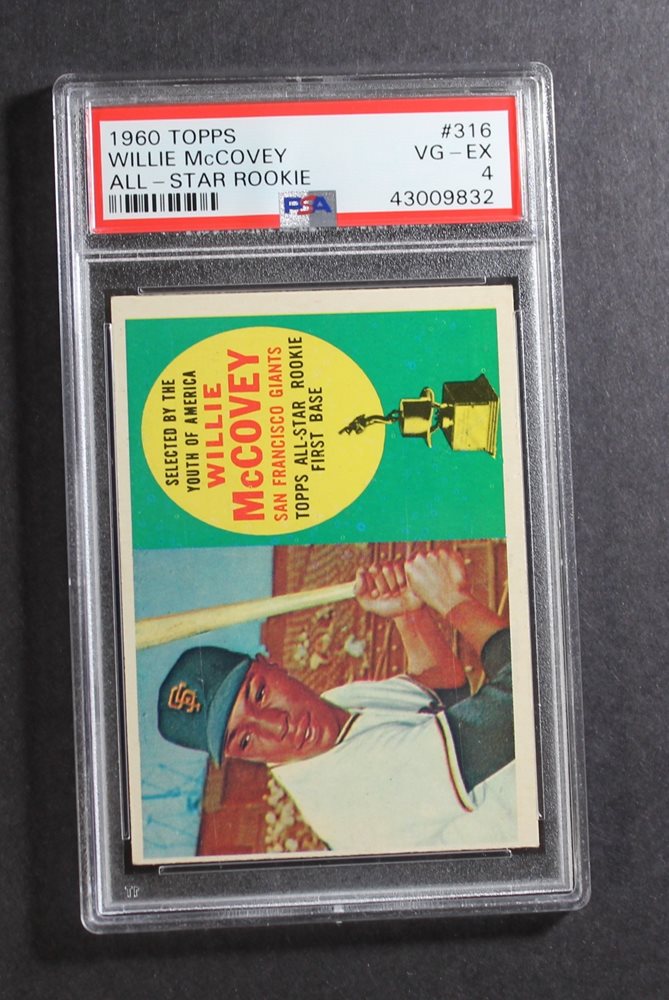 1960 TOPPS #316
WILLIE McCOVEY VG - EX
ALL - STAR ROOKIE 4
PSA 43009832
SELECTED BY THE
YOUTH OF AMERICA
WILLIE
McCOVEY
SAN FRANCISCO GIANTS
TOPPS ALL-STAR ROOKIE
FIRST BASE
SF